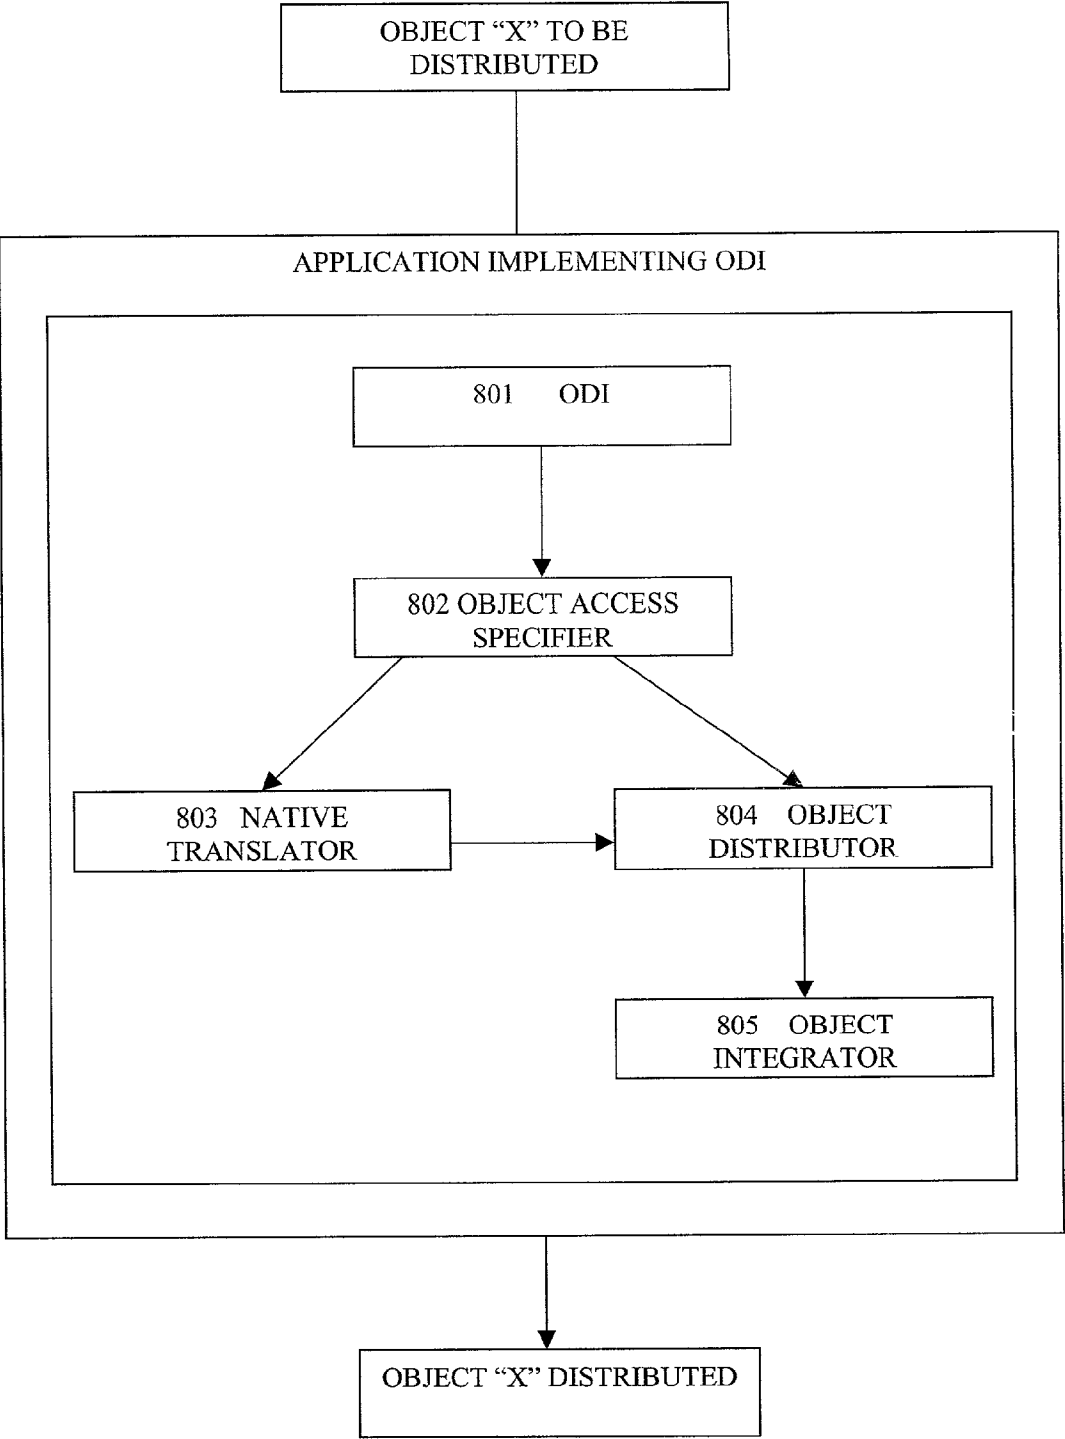 OBJECT “X” TO BE
DISTRIBUTED
APPLICATION IMPLEMENTING ODI
801 ODI
802 OBJECT ACCESS
SPECIFIER
803 NATIVE
TRANSLATOR
804 OBJECT
DISTRIBUTOR
805 OBJECT
INTEGRATOR
OBJECT “X” DISTRIBUTED